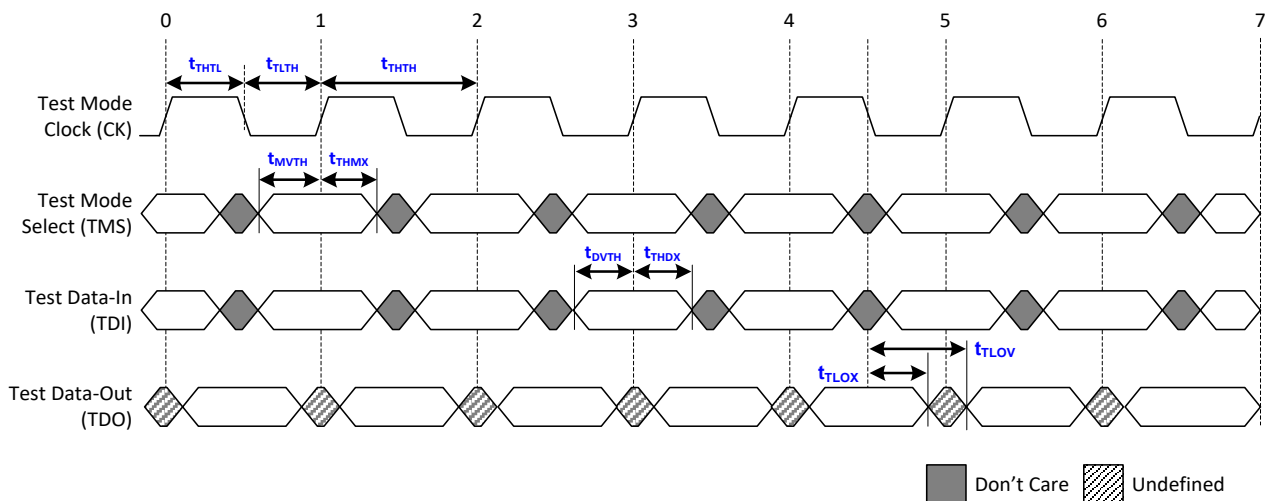 0 1 2 3 4 5 6 7
tTHTL tTLTH tTHTH
Test Mode
Clock (CK)
tMVTH tTHMX
Test Mode
Select (TMS)
tDVTH tTHDX
Test Data-In
(TDI)
tTLOV
tTLOX
Test Data-Out
(TDO)
Don't Care Undefined